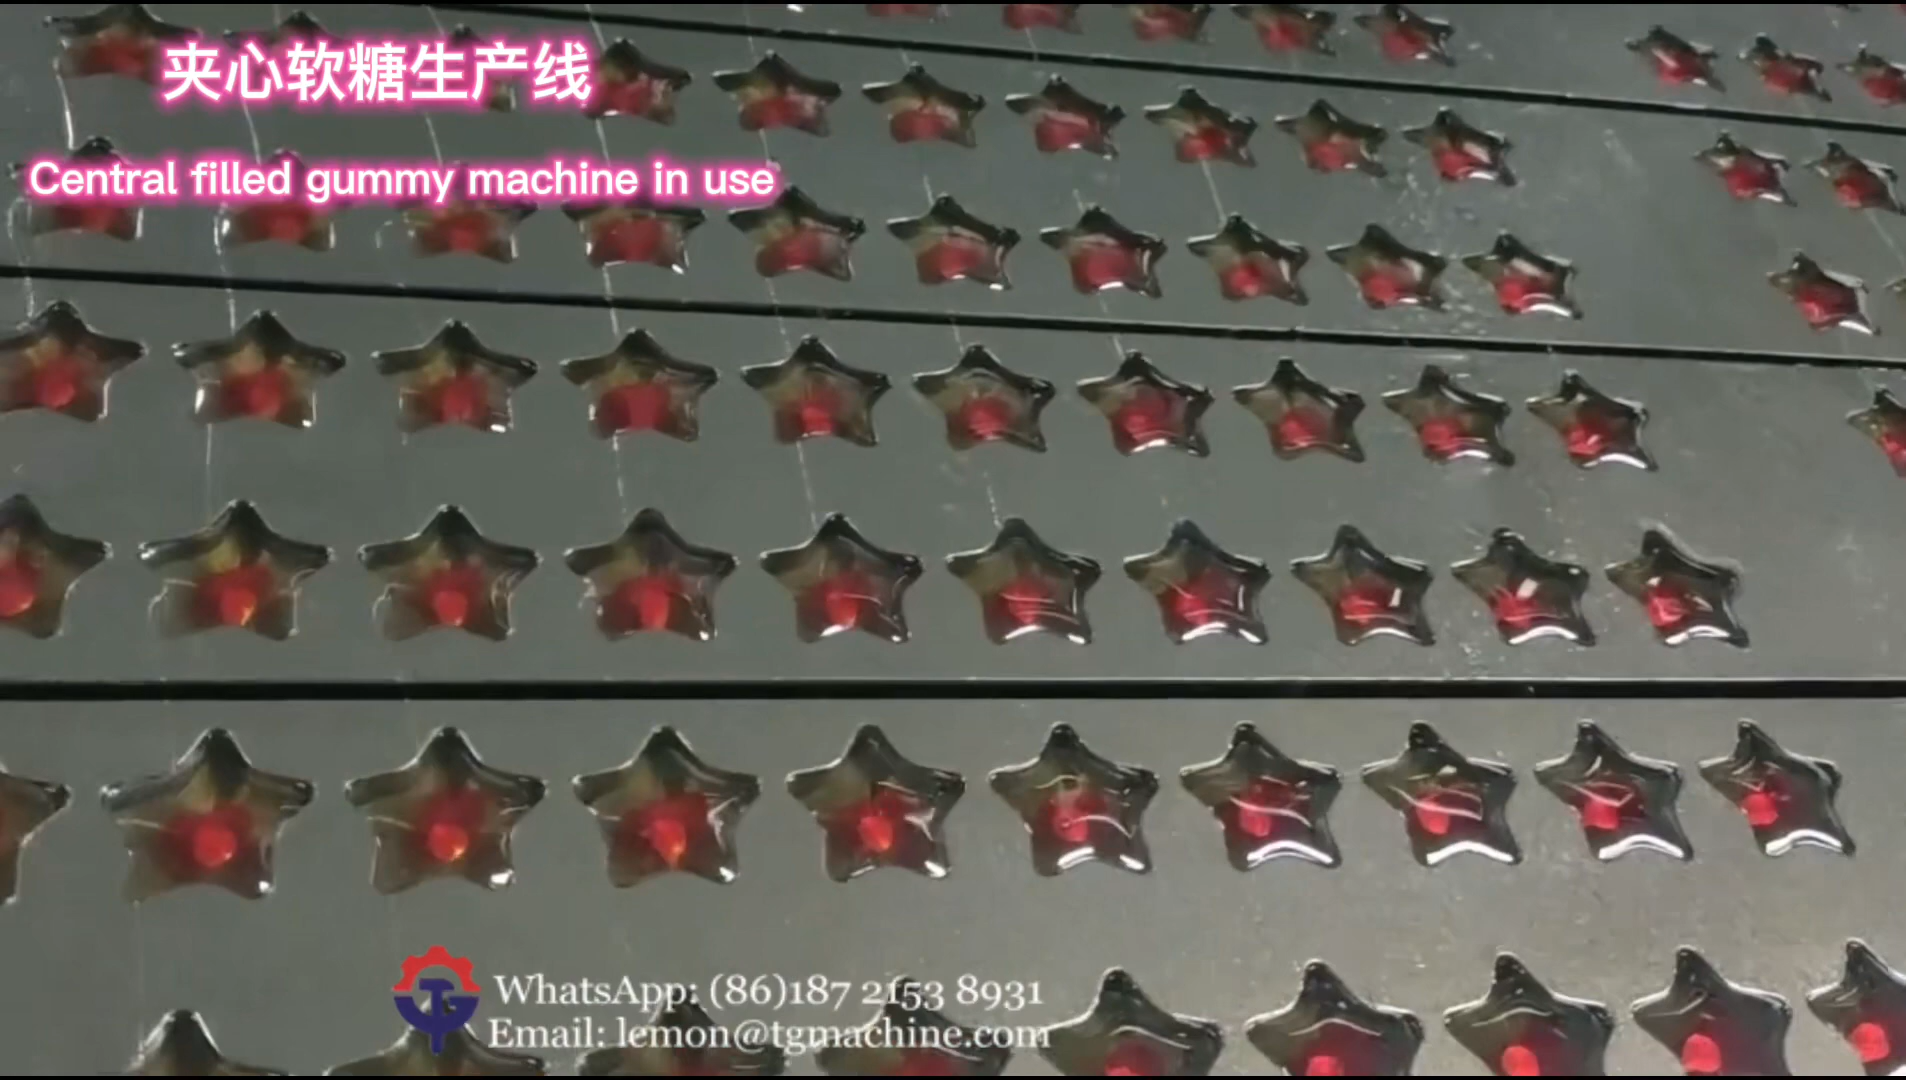 夹心软糖生产线
Central filled gummy machine in use
TG
WhatsApp: (86)187 2153 8931
Email: lemon@tgmachine.com